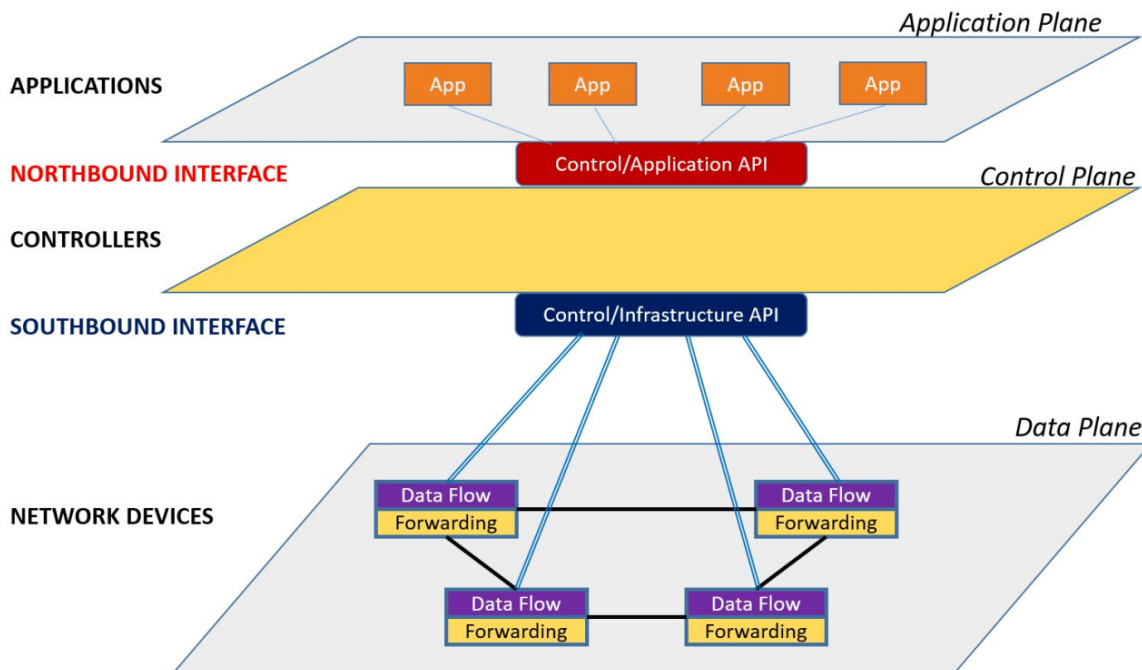 Application Plane
APPLICATIONS
App
App
App
App
NORTHBOUND INTERFACE
Control/Application API
Control Plane
CONTROLLERS
SOUTHBOUND INTERFACE
Control/Infrastructure API
Data Plane
NETWORK DEVICES
Data Flow
Forwarding
Data Flow
Forwarding
Data Flow
Forwarding
Data Flow
Forwarding